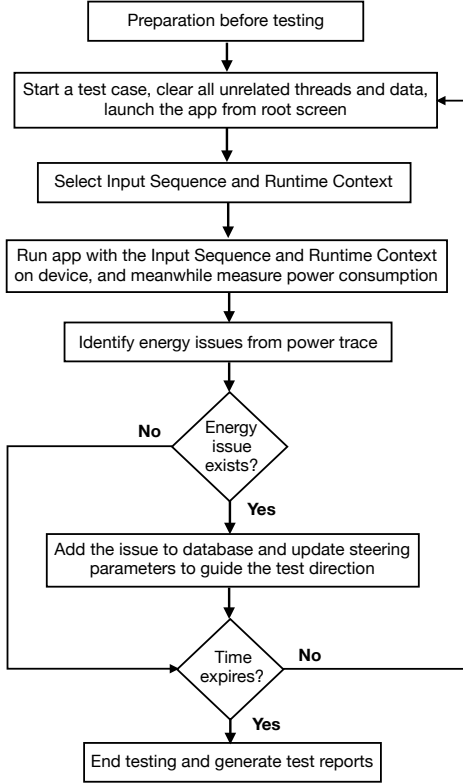 Preparation before testing
Start a test case, clear all unrelated threads and data,
launch the app from root screen
Select Input Sequence and Runtime Context
Run app with the Input Sequence and Runtime Context
on device, and meanwhile measure power consumption
Identify energy issues from power trace
Energy
issue
exists?
No
Yes
Add the issue to database and update steering
parameters to guide the test direction
Time
expires?
No
Yes
End testing and generate test reports